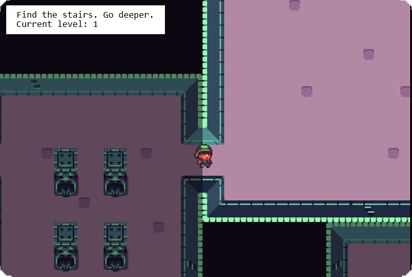 Find the stairs. Go deeper.
Current level: 1